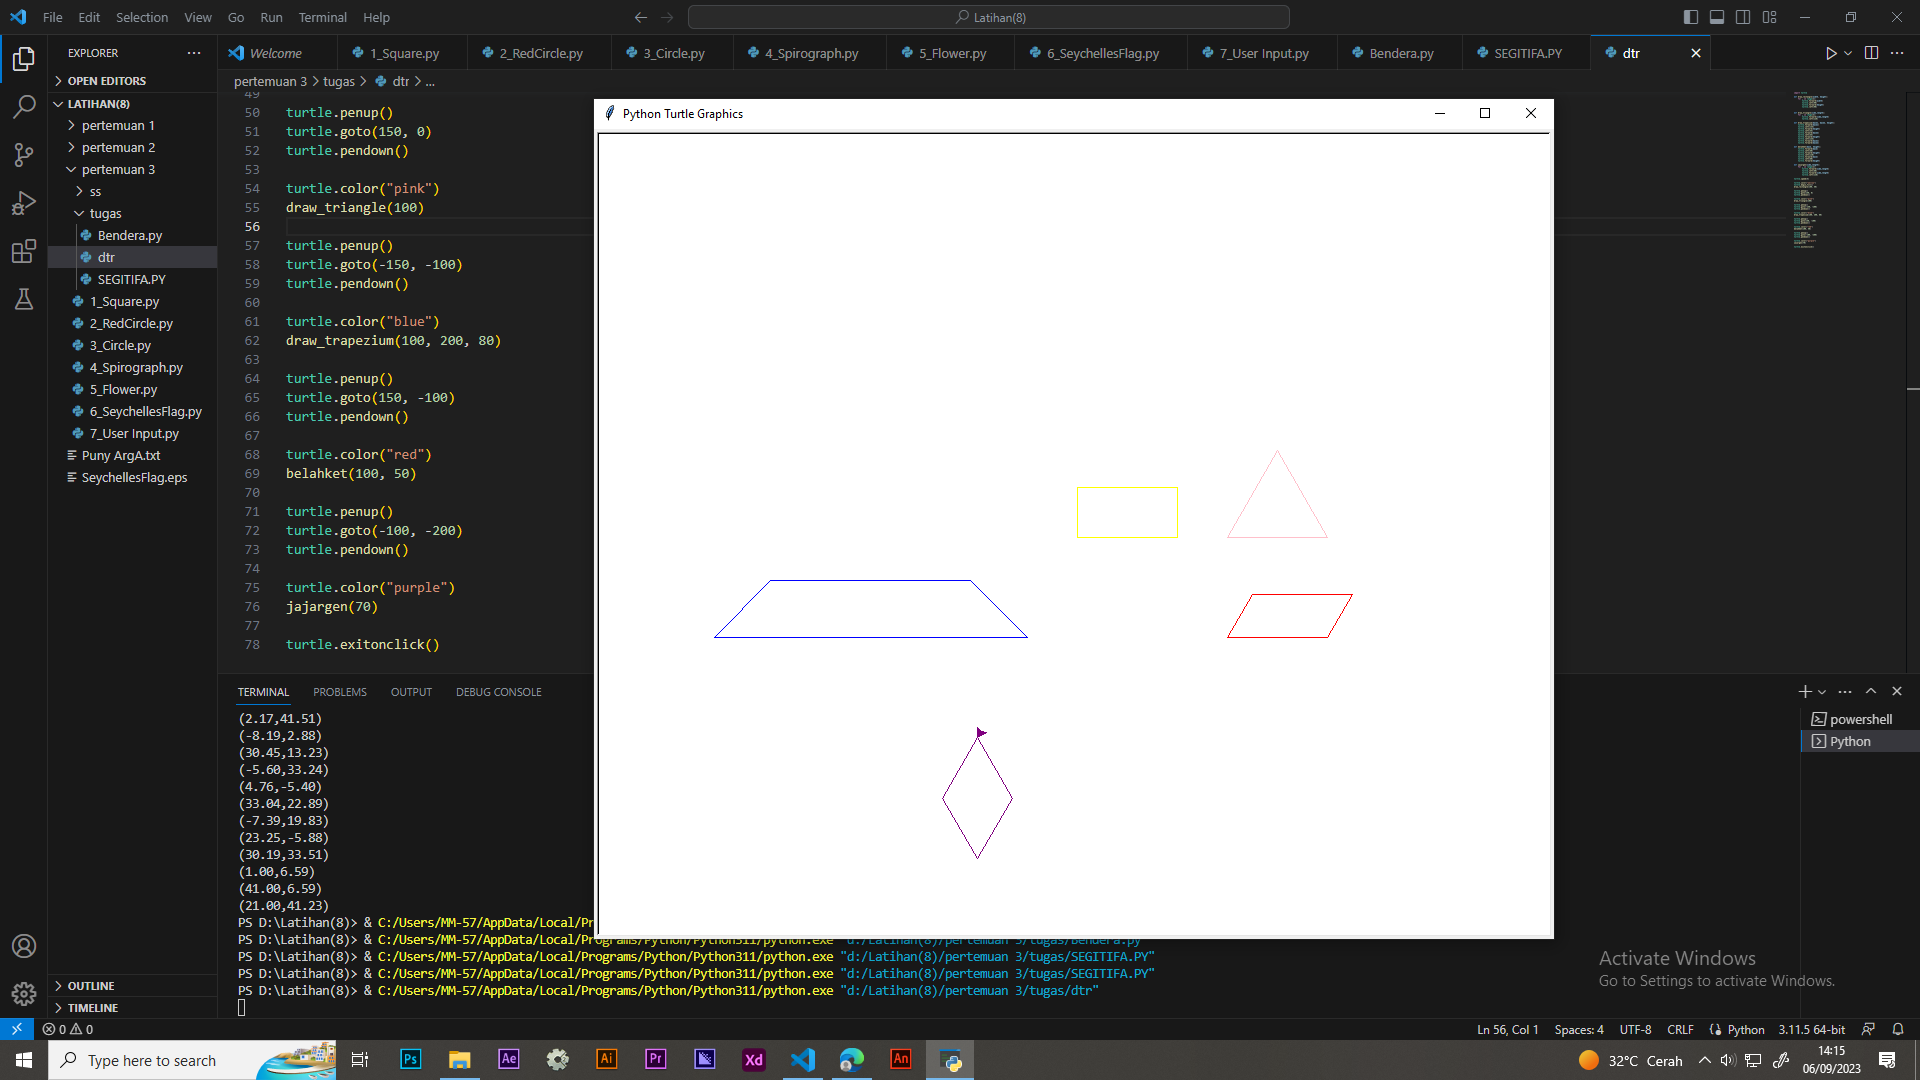 File Edit Selection View Go Run Terminal Help
Latihan(8)
EXPLORER
OPEN EDITORS
LATIHAN(8)
pertemuan 1
pertemuan 2
pertemuan 3
ss
tugas
Bendera.py
dtr
SEGITIFA.PY
1_Square.py
2_RedCircle.py
3_Circle.py
4_Spirograph.py
5_Flower.py
6_SeychellesFlag.py
7_User Input.py
Puny ArgA.txt
SeychellesFlag.eps
OUTLINE
TIMELINE
Welcome 1_Square.py 2_RedCircle.py 3_Circle.py 4_Spirograph.py 5_Flower.py 6_SeychellesFlag.py 7_User Input.py Bendera.py SEGITIFA.PY dtr
pertemuan 3 > tugas > dtr > ...
49
50 turtle.penup()
51 turtle.goto(150, 0)
52 turtle.pendown()
53
54 turtle.color("pink")
55 draw_triangle(100)
56
57 turtle.penup()
58 turtle.goto(-150, -100)
59 turtle.pendown()
60
61 turtle.color("blue")
62 draw_trapezium(100, 200, 80)
63
64 turtle.penup()
65 turtle.goto(150, -100)
66 turtle.pendown()
67
68 turtle.color("red")
69 belahket(100, 50)
70
71 turtle.penup()
72 turtle.goto(-100, -200)
73 turtle.pendown()
74
75 turtle.color("purple")
76 jajargen(70)
77
78 turtle.exitonclick()
Python Turtle Graphics
TERMINAL PROBLEMS OUTPUT DEBUG CONSOLE
(2.17,41.51)
(-8.19,2.88)
(30.45,13.23)
(-5.60,33.24)
(4.76,-5.40)
(33.04,22.89)
(-7.39,19.83)
(23.25,-5.88)
(30.19,33.51)
(1.00,6.59)
(41.00,6.59)
(21.00,41.23)
PS D:\Latihan(8)> & C:/Users/MM-57/AppData/Local/Pr
PS D:\Latihan(8)> & C:/Users/MM-57/AppData/Local/Programs/Python/Python311/python.exe "d:/Latihan(8)/pertemuan 3/tugas/Bendera.py"
PS D:\Latihan(8)> & C:/Users/MM-57/AppData/Local/Programs/Python/Python311/python.exe "d:/Latihan(8)/pertemuan 3/tugas/SEGITIFA.PY"
PS D:\Latihan(8)> & C:/Users/MM-57/AppData/Local/Programs/Python/Python311/python.exe "d:/Latihan(8)/pertemuan 3/tugas/SEGITIFA.PY"
PS D:\Latihan(8)> & C:/Users/MM-57/AppData/Local/Programs/Python/Python311/python.exe "d:/Latihan(8)/pertemuan 3/tugas/dtr"
powershell
Python
Activate Windows
Go to Settings to activate Windows.
0 0
Ln 56, Col 1 Spaces: 4 UTF-8 CRLF Python 3.11.5 64-bit
Type here to search
Ps Ae Ai Pr Xd An
32°C Cerah
14:15
06/09/2023